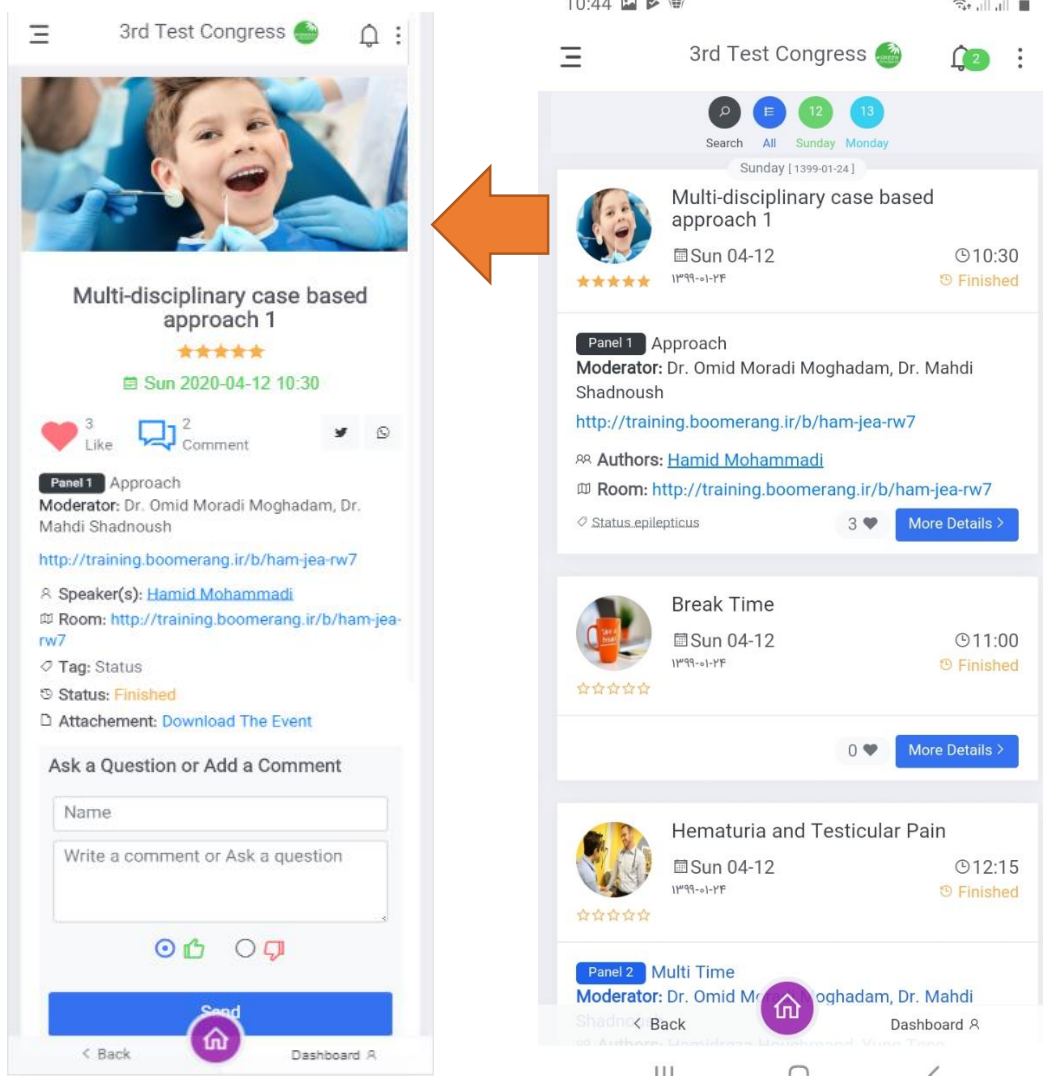 3rd Test Congress
Multi-disciplinary case based
approach 1
Sun 2020-04-12 10:30
3
Like
2
Comment
Panel 1 Approach
Moderator: Dr. Omid Moradi Moghadam, Dr.
Mahdi Shadnoush
http://training.boomerang.ir/b/ham-jea-rw7
Speaker(s): Hamid Mohammadi
Room: http://training.boomerang.ir/b/ham-jea-
rw7
Tag: Status
Status: Finished
Attachement: Download The Event
Ask a Question or Add a Comment
Name
Write a comment or Ask a question
Send
< Back
Dashboard
10:44
3rd Test Congress
2
12
13
Search All Sunday Monday
Sunday [ 1399-01-24 ]
Multi-disciplinary case based
approach 1
Sun 04-12 10:30
۱۳۹۹-۰۱-۲۴ Finished
Panel 1 Approach
Moderator: Dr. Omid Moradi Moghadam, Dr. Mahdi
Shadnoush
http://training.boomerang.ir/b/ham-jea-rw7
Authors: Hamid Mohammadi
Room: http://training.boomerang.ir/b/ham-jea-rw7
Status epilepticus 3 More Details >
Break Time
Sun 04-12 11:00
۱۳۹۹-۰۱-۲۴ Finished
0 More Details >
Hematuria and Testicular Pain
Sun 04-12 12:15
۱۳۹۹-۰۱-۲۴ Finished
Panel 2 Multi Time
Moderator: Dr. Omid Moradi Moghadam, Dr. Mahdi
< Back
Dashboard